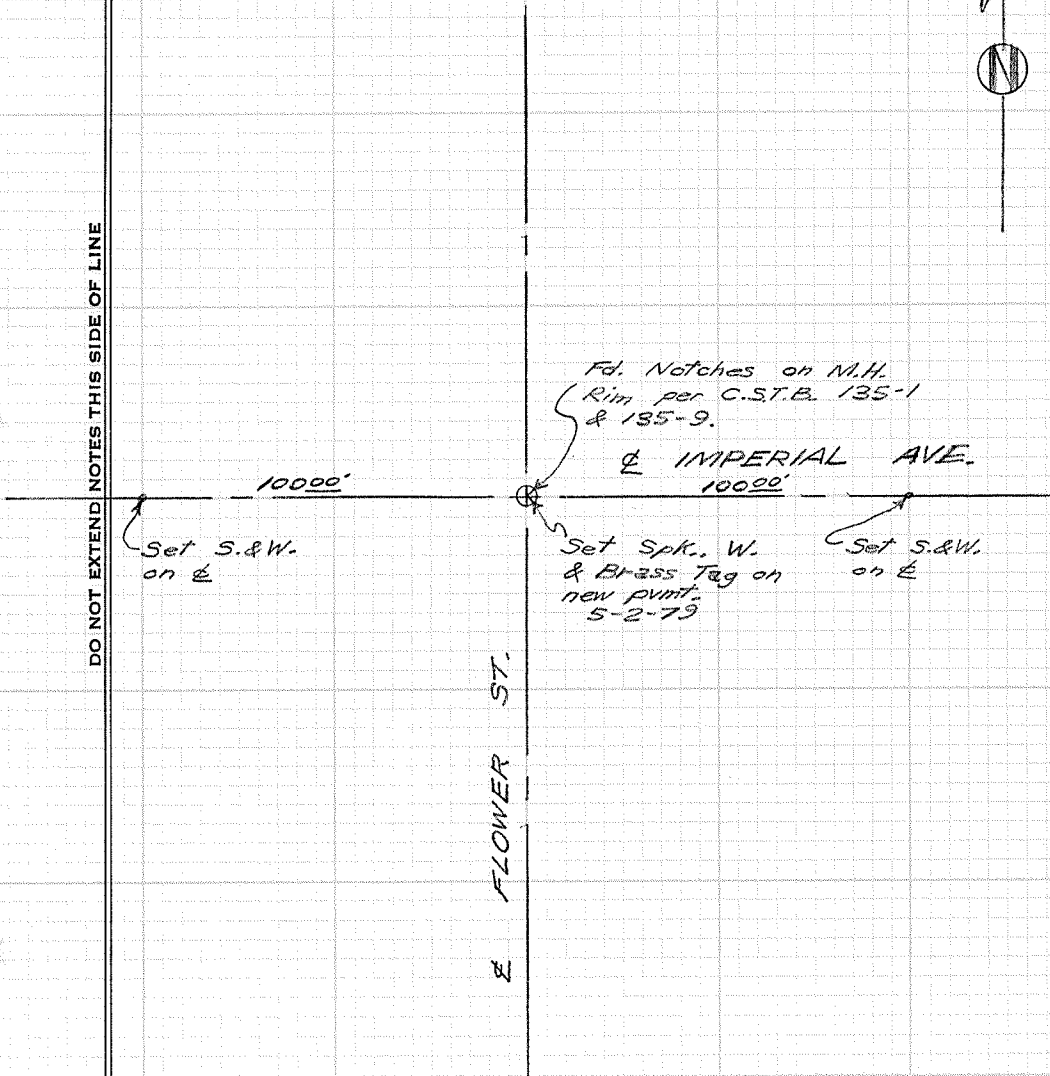 N
DO NOT EXTEND NOTES THIS SIDE OF LINE
Fd. Notches on M.H.
Rim per C.S.T.B. 135-1
& 135-9.
℄ IMPERIAL AVE.
100 00'
100 00'
Set S.&W.
on ℄
Set Spk., W.
& Brass Tag on
new pvmt.
5-2-79
Set S.&W.
on ℄
℄ FLOWER ST.